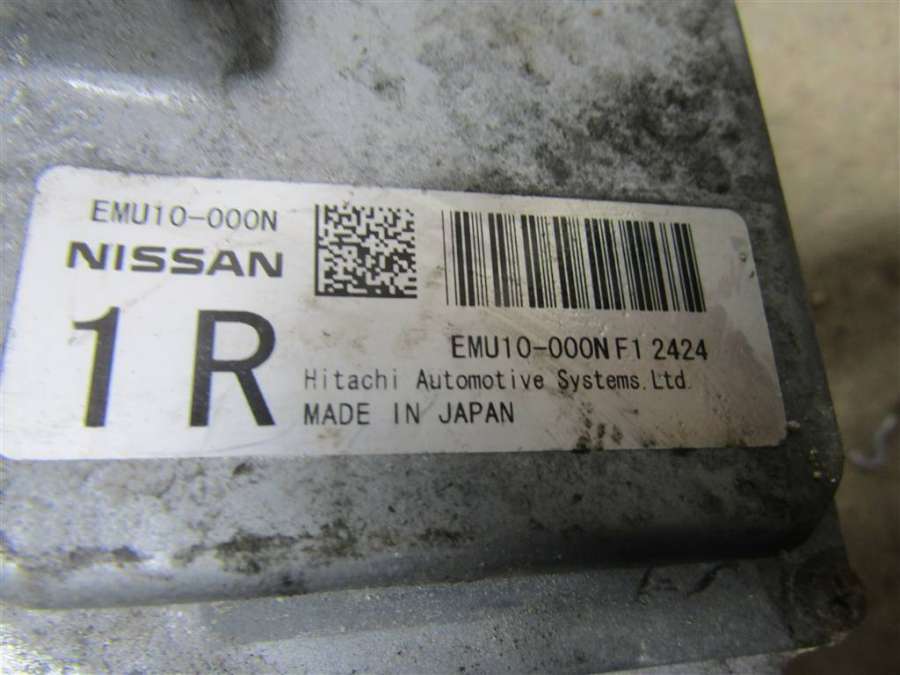 EMU10-000N
NISSAN
1R
EMU10-000N F1 2424
Hitachi Automotive Systems,Ltd.
MADE IN JAPAN